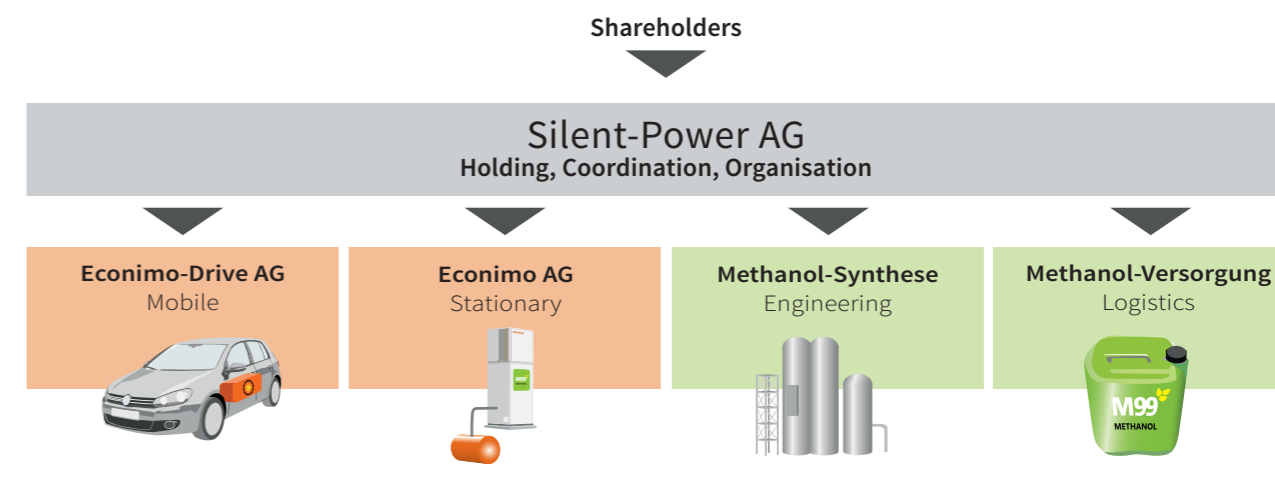 Shareholders
Silent-Power AG
Holding, Coordination, Organisation
Econimo-Drive AG
Mobile
Econimo AG
Stationary
Methanol-Synthese
Engineering
Methanol-Versorgung
Logistics
M99
METHANOL